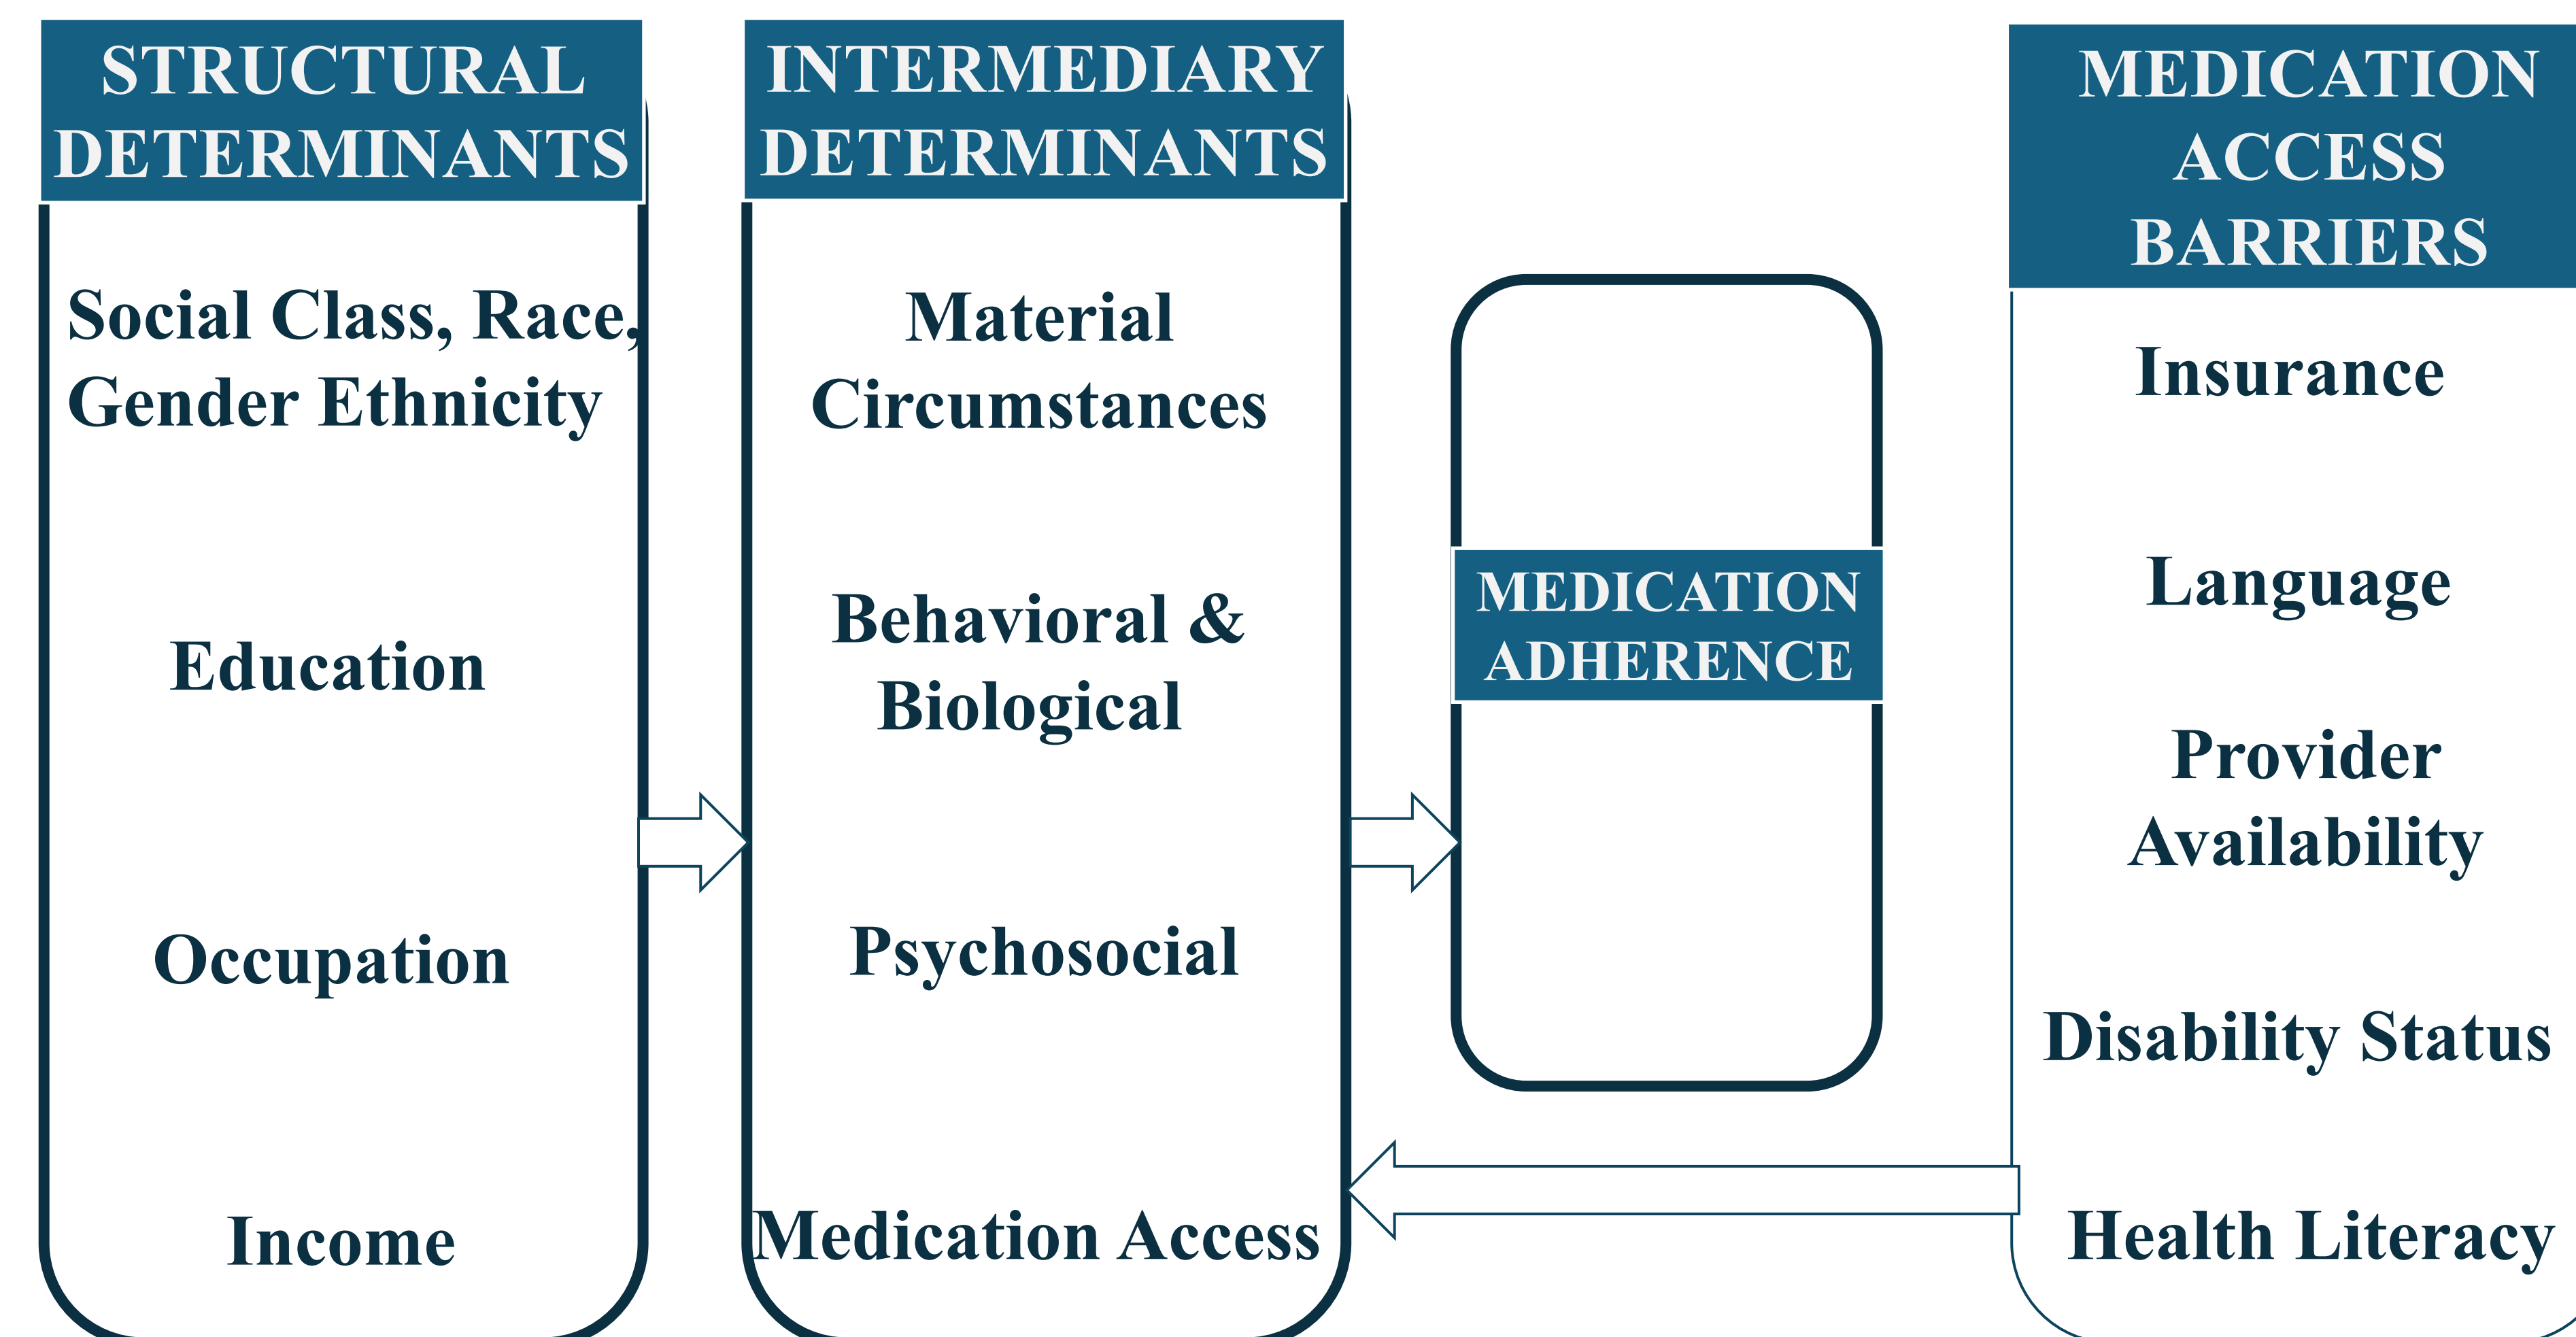 STRUCTURAL
DETERMINANTS
Social Class, Race,
Gender Ethnicity
Education
Occupation
Income
INTERMEDIARY
DETERMINANTS
Material
Circumstances
Behavioral &
Biological
Psychosocial
Medication Access
MEDICATION
ADHERENCE
MEDICATION
ACCESS
BARRIERS
Insurance
Language
Provider
Availability
Disability Status
Health Literacy